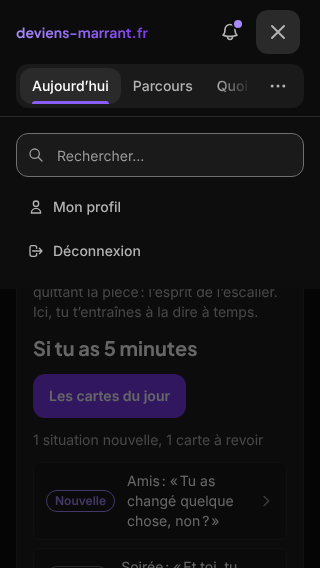 deviens-marrant.fr
Aujourd’hui Parcours Quoi
Rechercher…
Mon profil
Déconnexion
quittant la pièce : l’esprit de l’escalier.
Ici, tu t’entraînes à la dire à temps.
Si tu as 5 minutes
Les cartes du jour
1 situation nouvelle, 1 carte à revoir
Nouvelle
Amis : « Tu as
changé quelque
chose, non ? »
Soirée : « Et toi, tu